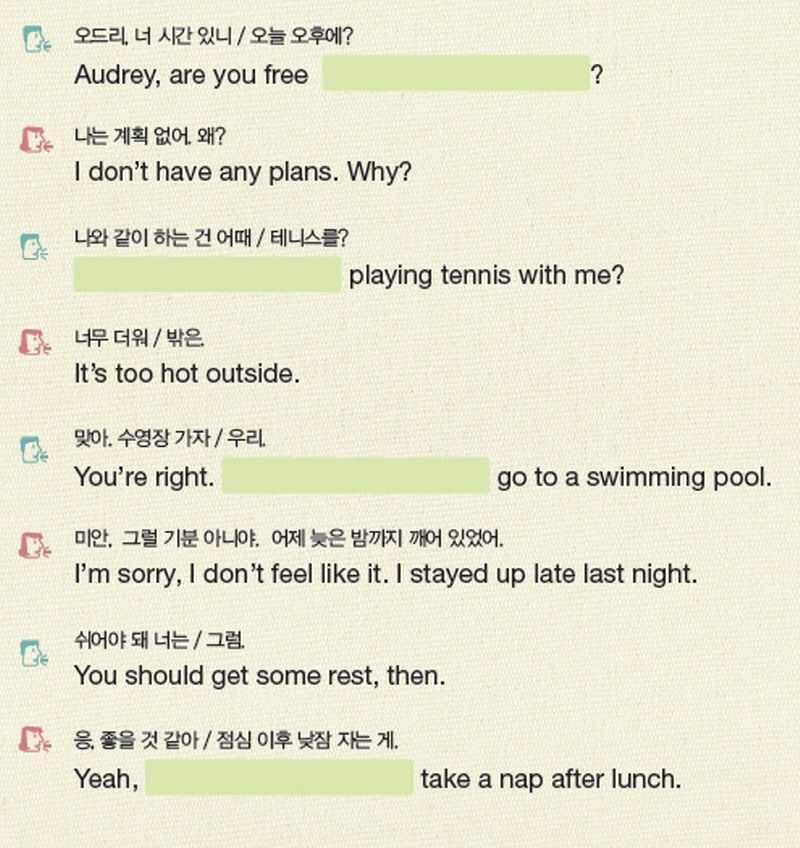 오드리, 너 시간 있니 / 오늘 오후에?
Audrey, are you free ?
나는 계획 없어. 왜?
I don't have any plans. Why?
나와 같이 하는 건 어때 / 테니스를?
playing tennis with me?
너무 더워 / 밖은.
It's too hot outside.
맞아. 수영장 가자 / 우리.
You're right. go to a swimming pool.
미안, 그럴 기분 아니야. 어제 늦은 밤까지 깨어 있었어.
I'm sorry, I don't feel like it. I stayed up late last night.
쉬어야 돼 너는 / 그럼.
You should get some rest, then.
응, 좋을 것 같아 / 점심 이후 낮잠 자는 게.
Yeah, take a nap after lunch.